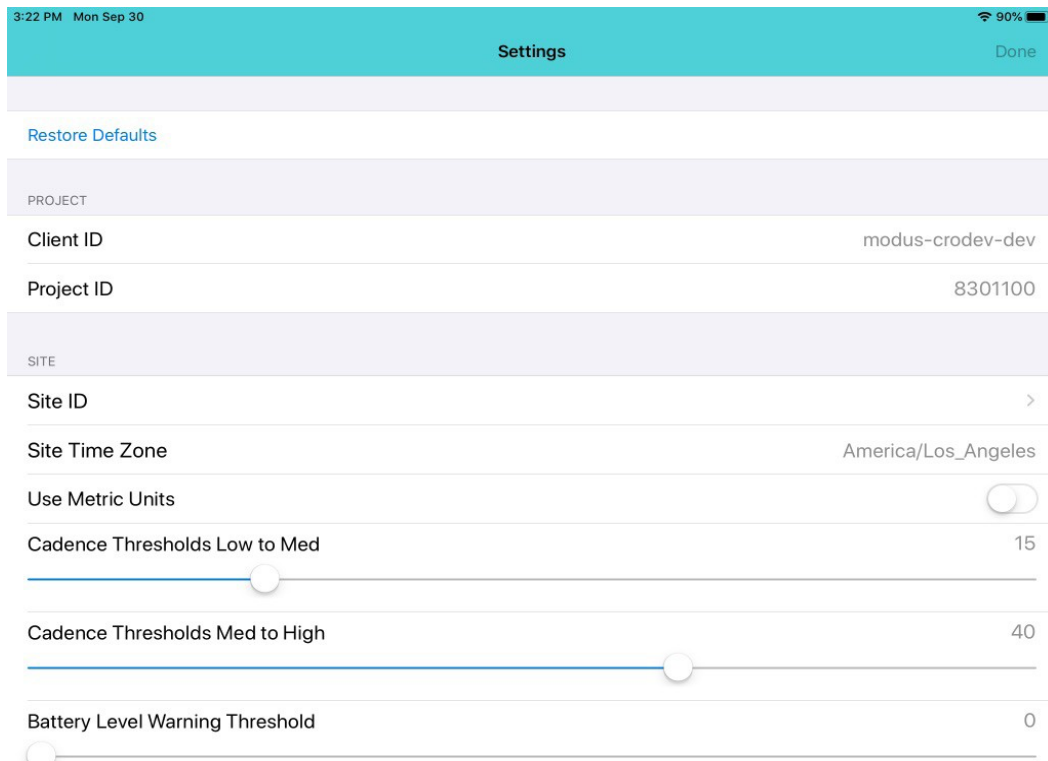 3:22 PM Mon Sep 30 90%
Settings Done
Restore Defaults
PROJECT
Client ID modus-crodev-dev
Project ID 8301100
SITE
Site ID
Site Time Zone America/Los_Angeles
Use Metric Units
Cadence Thresholds Low to Med 15
Cadence Thresholds Med to High 40
Battery Level Warning Threshold 0